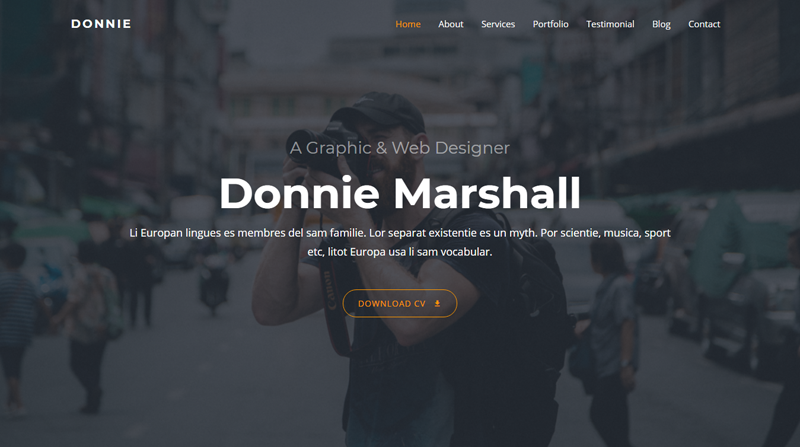 DONNIE
Home About Services Portfolio Testimonial Blog Contact
A Graphic & Web Designer
Donnie Marshall
Li Europan lingues es membres del sam familie. Lor separat existentie es un myth. Por scientie, musica, sport
etc, litot Europa usa li sam vocabular.
DOWNLOAD CV
Canon